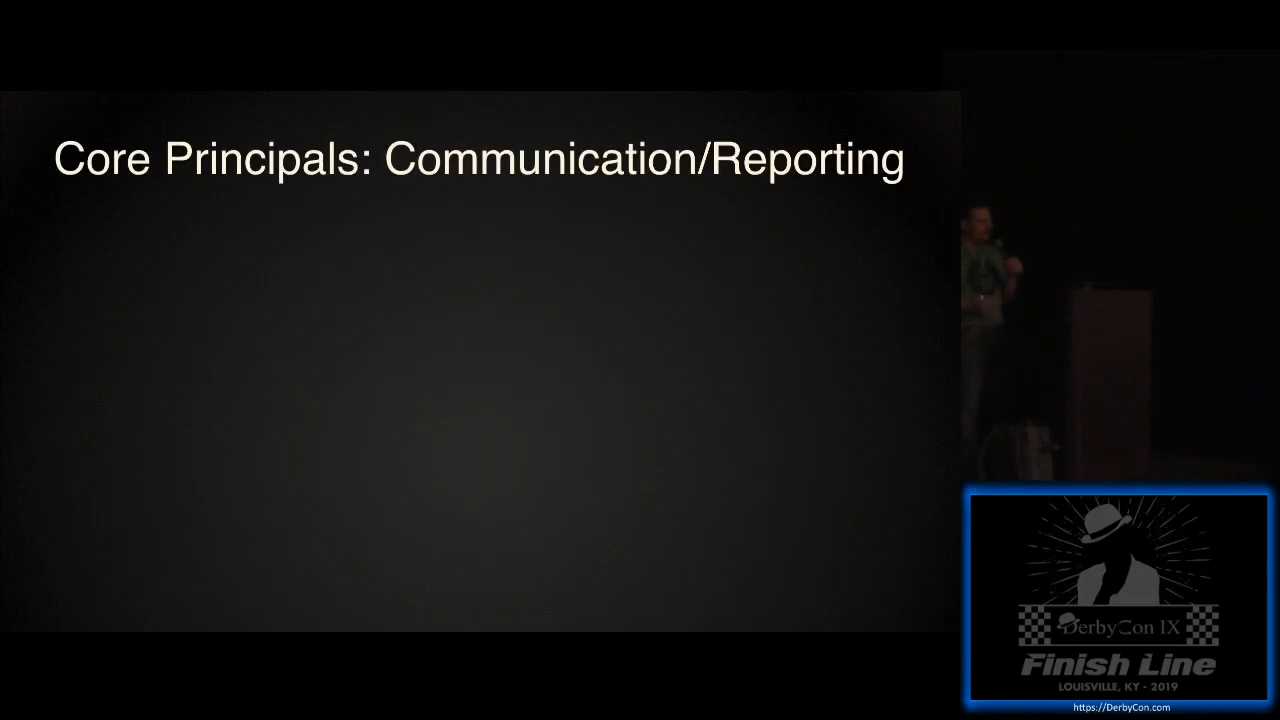 Core Principals: Communication/Reporting
DerbyCon IX
Finish Line
LOUISVILLE, KY - 2019
https://DerbyCon.com